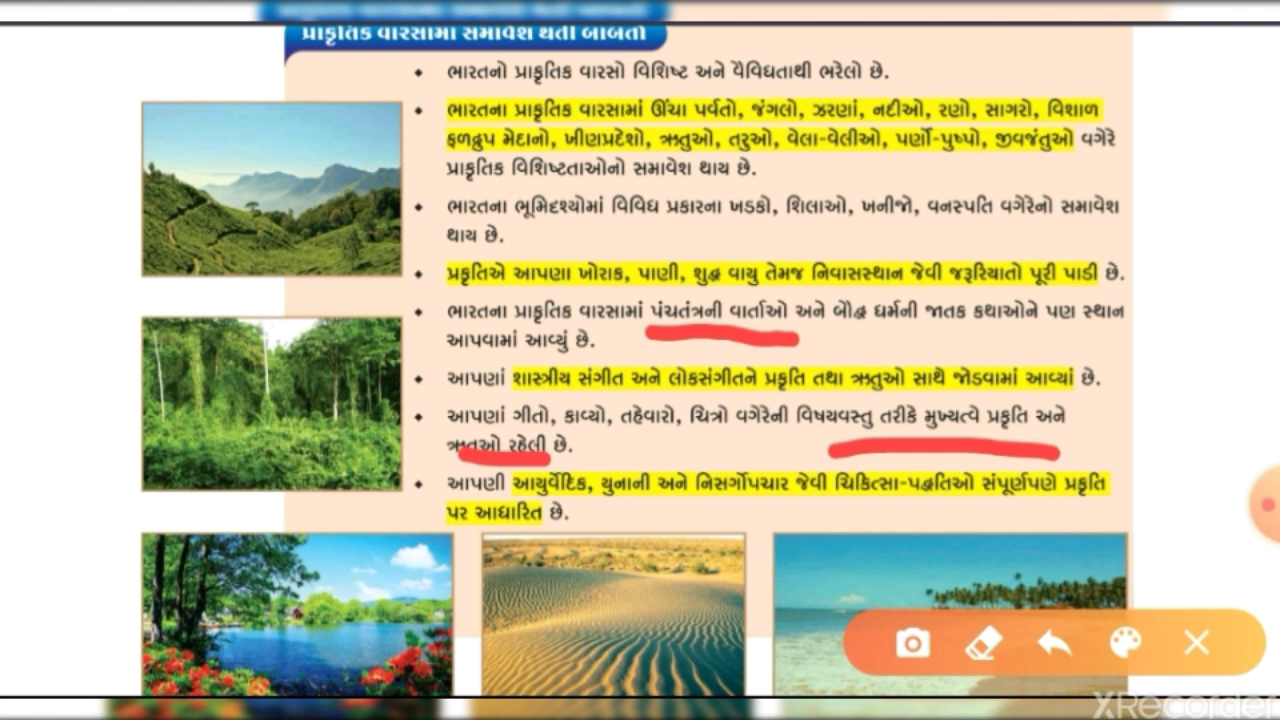 પ્રાકૃતિક વારસામાં સમાવેશ થતી બાબતો
• ભારતનો પ્રાકૃતિક વારસો વિશિષ્ટ અને વૈવિધતાથી ભરેલો છે.
• ભારતના પ્રાકૃતિક વારસામાં ઊંચા પર્વતો, જંગલો, ઝરણાં, નદીઓ, રણો, સાગરો, વિશાળ
ફળદ્રુપ મેદાનો, ખીણપ્રદેશો, ઋતુઓ, તરુઓ, વેલા-વેલીઓ, પર્ણો-પુષ્પો, જીવજંતુઓ વગેરે
પ્રાકૃતિક વિશિષ્ટતાઓનો સમાવેશ થાય છે.
• ભારતના ભૂમિદશ્યોમાં વિવિધ પ્રકારના ખડકો, શિલાઓ, ખનીજો, વનસ્પતિ વગેરેનો સમાવેશ
થાય છે.
• પ્રકૃતિએ આપણા ખોરાક, પાણી, શુદ્ધ વાયુ તેમજ નિવાસસ્થાન જેવી જરૂરિયાતો પૂરી પાડી છે.
• ભારતના પ્રાકૃતિક વારસામાં પંચતંત્રની વાર્તાઓ અને બૌદ્ધ ધર્મની જાતક કથાઓને પણ સ્થાન
આપવામાં આવ્યું છે.
• આપણાં શાસ્ત્રીય સંગીત અને લોકસંગીતને પ્રકૃતિ તથા ઋતુઓ સાથે જોડવામાં આવ્યાં છે.
• આપણાં ગીતો, કાવ્યો, તહેવારો, ચિત્રો વગેરેની વિષયવસ્તુ તરીકે મુખ્યત્વે પ્રકૃતિ અને
ઋતુઓ રહેલી છે.
• આપણી આયુર્વેદિક, યુનાની અને નિસર્ગોપચાર જેવી ચિકિત્સા-પદ્ધતિઓ સંપૂર્ણપણે પ્રકૃતિ
પર આધારિત છે.
XRecorder